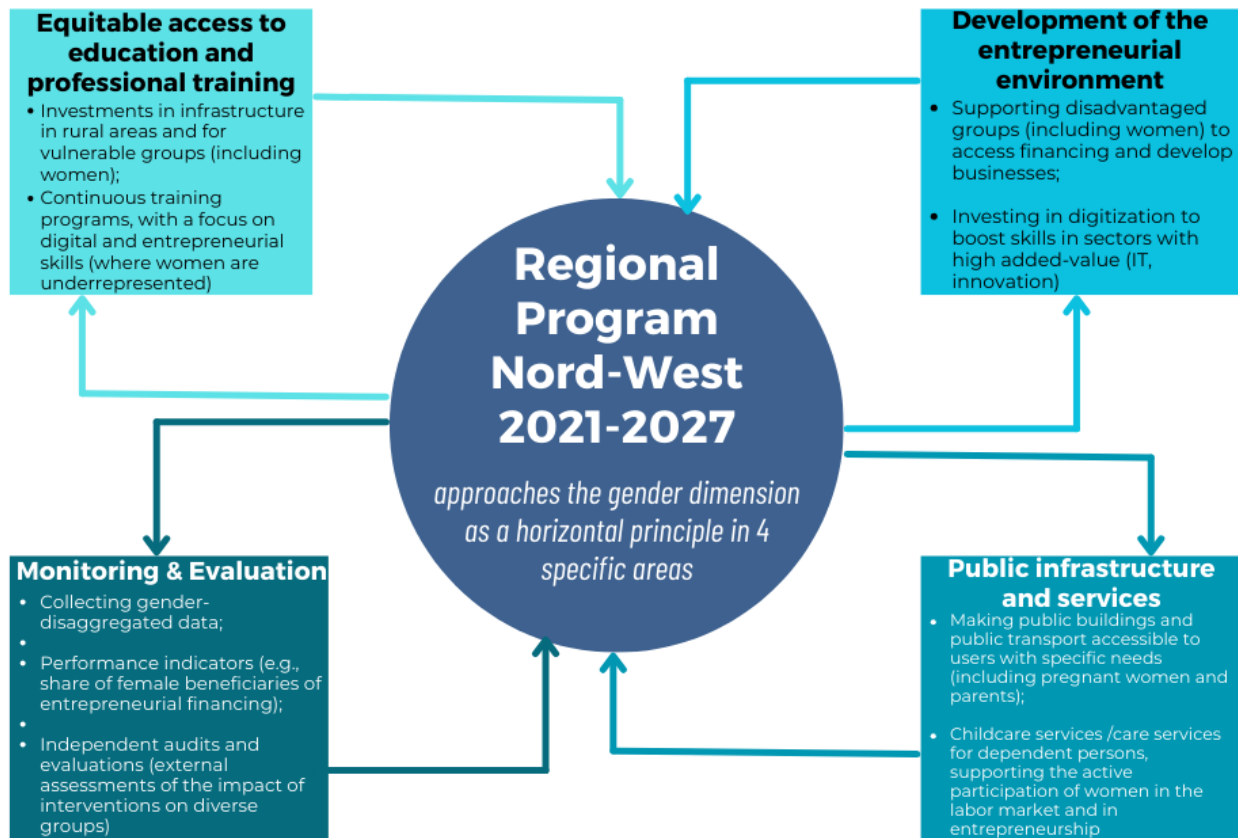 Equitable access to
education and
professional training
• Investments in infrastructure
in rural areas and for
vulnerable groups (including
women);
• Continuous training
programs, with a focus on
digital and entrepreneurial
skills (where women are
underrepresented)
Development of the
entrepreneurial
environment
• Supporting disadvantaged
groups (including women) to
access financing and develop
businesses;
• Investing in digitization to
boost skills in sectors with
high added-value (IT,
innovation)
Regional
Program
Nord-West
2021-2027
approaches the gender dimension
as a horizontal principle in 4
specific areas
Monitoring & Evaluation
• Collecting gender-
disaggregated data;
•
• Performance indicators (e.g.,
share of female beneficiaries of
entrepreneurial financing);
•
• Independent audits and
evaluations (external
assessments of the impact of
interventions on diverse
groups)
Public infrastructure
and services
• Making public buildings and
public transport accessible to
users with specific needs
(including pregnant women and
parents);
• Childcare services /care services
for dependent persons,
supporting the active
participation of women in the
labor market and in
entrepreneurship